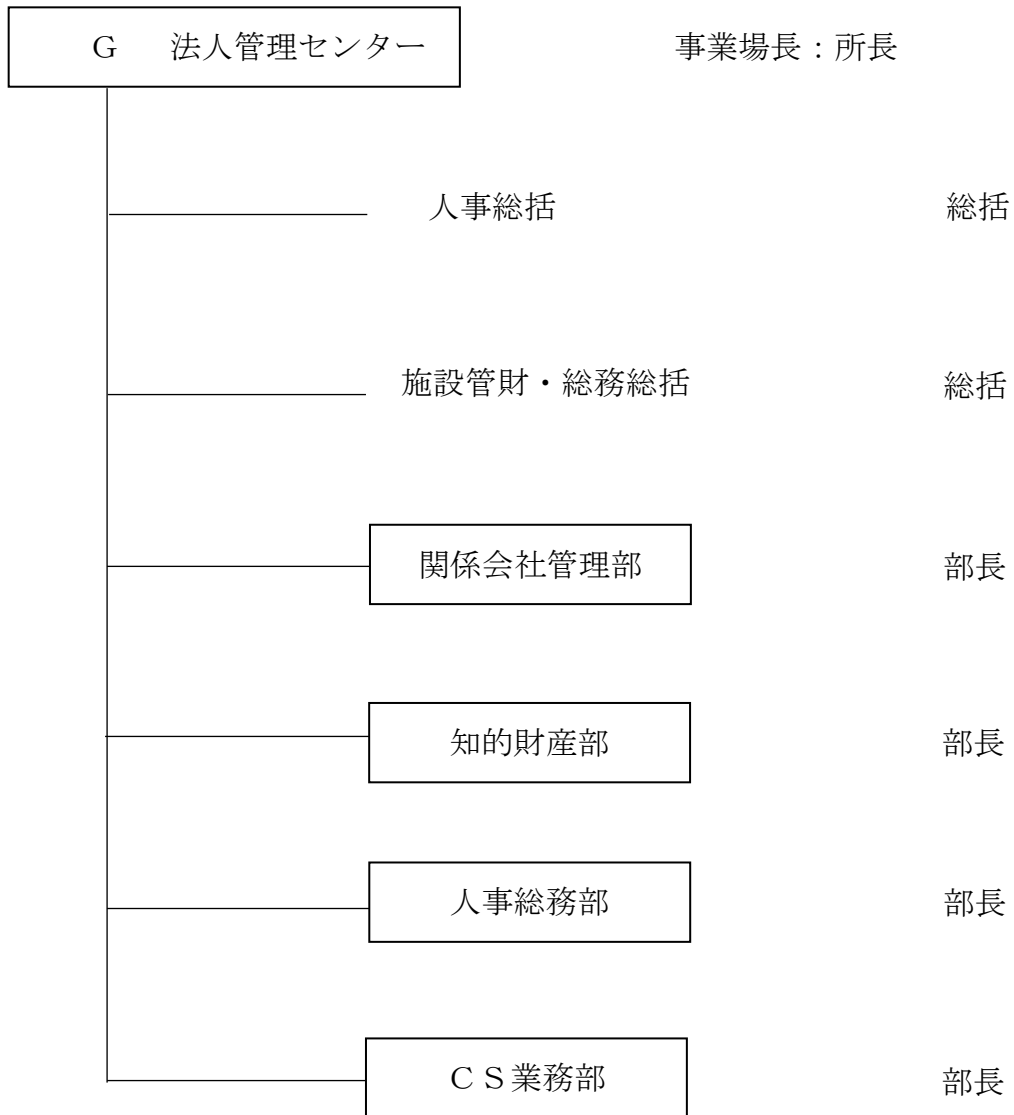 Ｇ　法人管理センター　事業場長：所長
人事総括　総括
施設管財・総務総括　総括
関係会社管理部　部長
知的財産部　部長
人事総務部　部長
ＣＳ業務部　部長